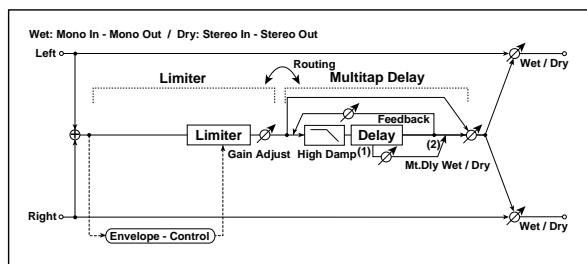 Wet: Mono In - Mono Out / Dry: Stereo In - Stereo Out
Left
Wet / Dry
Routing
Limiter
Multitap Delay
Feedback
Limiter
Delay
Gain Adjust
High Damp
(1)
(2)
Mt.Dly Wet / Dry
Right
Wet / Dry
Envelope - Control